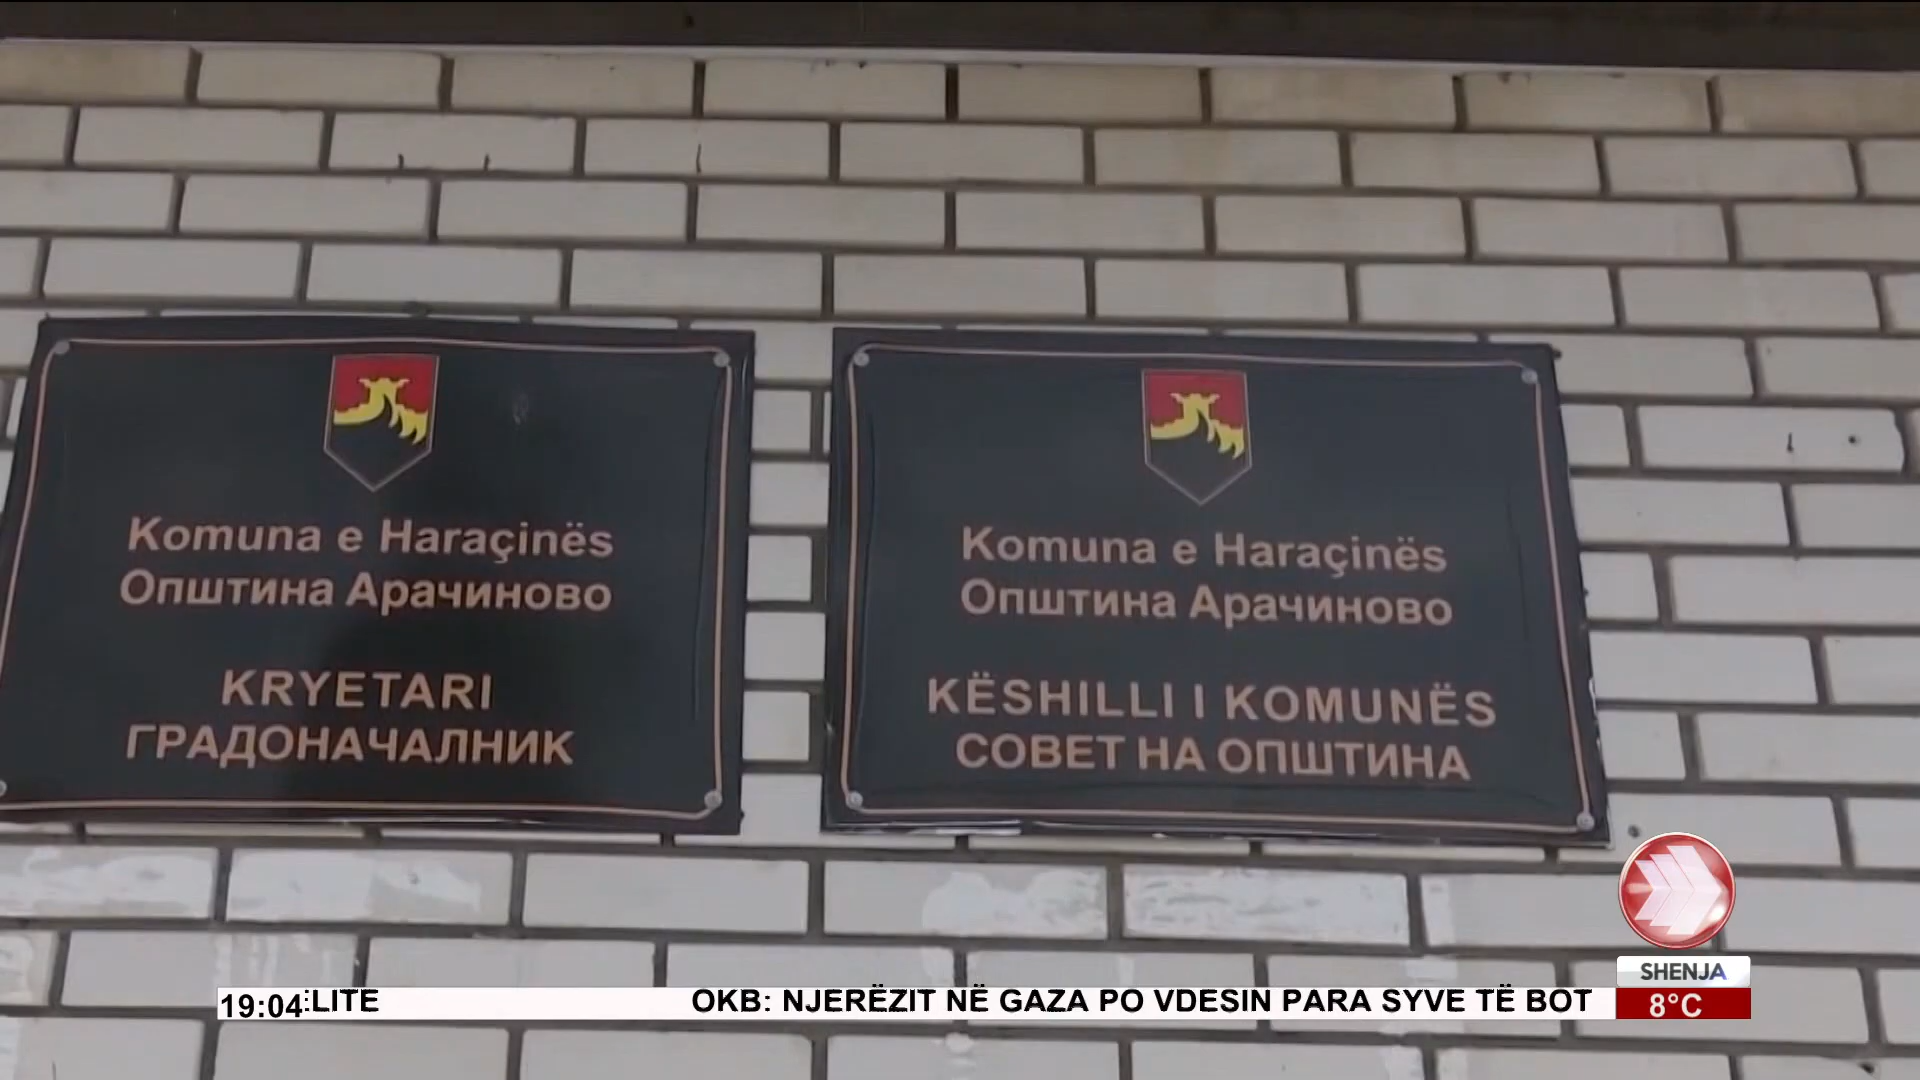 Komuna e Haraçinës
Општина Арачиново
KRYETARI
ГРАДОНАЧАЛНИК
Komuna e Haraçinës
Општина Арачиново
KËSHILLI I KOMUNËS
СОВЕТ НА ОПШТИНА
SHENJA
19:04 ELITE OKB: NJERËZIT NË GAZA PO VDESIN PARA SYVE TË BOT
8°C